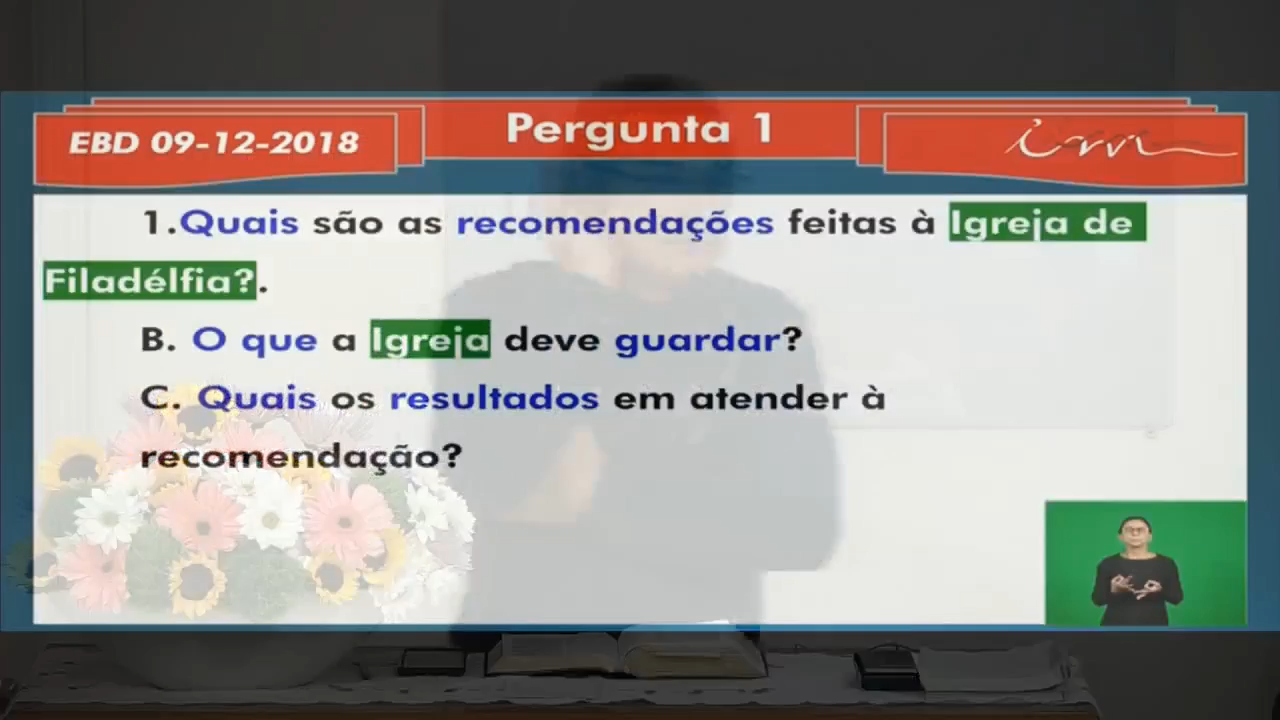 EBD 09-12-2018
Pergunta 1
im
1.Quais são as recomendações feitas à Igreja de
Filadélfia?.
B. O que a Igreja deve guardar?
C. Quais os resultados em atender à
recomendação?